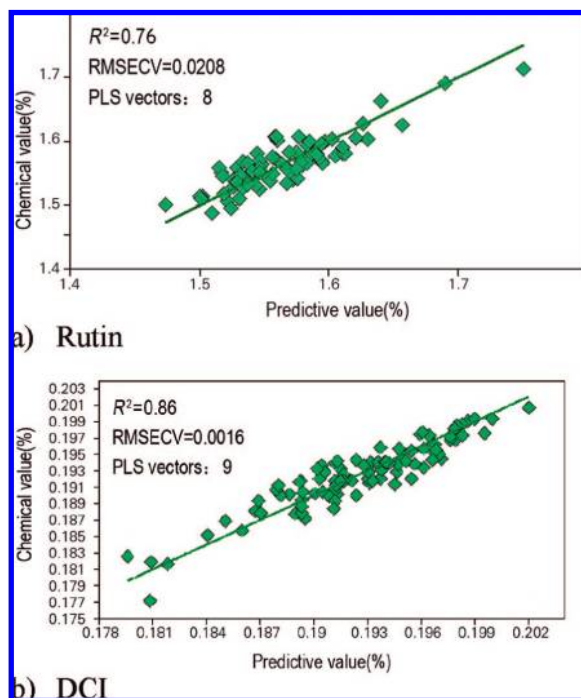 R²=0.76
RMSECV=0.0208
PLS vectors：8
Chemical value(%)
1.7
1.6
1.5
1.4
1.4
1.5
1.6
1.7
Predictive value(%)
a) Rutin
R²=0.86
RMSECV=0.0016
PLS vectors：9
Chemical value(%)
0.203
0.201
0.199
0.197
0.195
0.193
0.191
0.189
0.187
0.185
0.183
0.181
0.179
0.177
0.175
0.178
0.181
0.184
0.187
0.19
0.193
0.196
0.199
0.202
Predictive value(%)
b) DCI